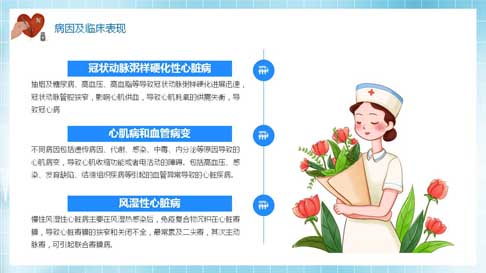 病因及临床表现
冠状动脉粥样硬化性心脏病
抽烟及糖尿病、高血压、高血脂等导致冠状动脉粥样硬化进展迅速，
冠状动脉管腔狭窄，影响心肌供血，导致心肌耗氧的供需失衡，导
致冠心病
心肌病和血管病变
不同病因包括遗传病因、代谢、感染、中毒、内分泌等原因导致的
心肌病变，导致心肌收缩功能或者电活动的障碍，包括高血压、感
染、发育缺陷、结缔组织疾病等引起的血管异常导致的心脏疾病。
风湿性心脏病
慢性风湿性心脏病主要在风湿热感染后，免疫复合物沉积在心脏瓣
膜，导致心脏瓣膜的狭窄和关闭不全，最常累及二尖瓣，其次主动
脉瓣，可引起联合瓣膜病。